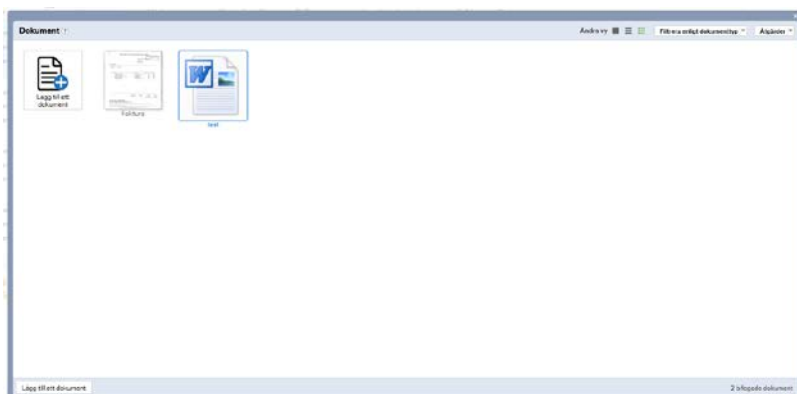 Dokument
Ändra vy
Filtrera enligt dokumenttyp
Åtgärder
Lägg till ett
dokument
Faktura
W
test
Lägg till ett dokument
2 bifogade dokument